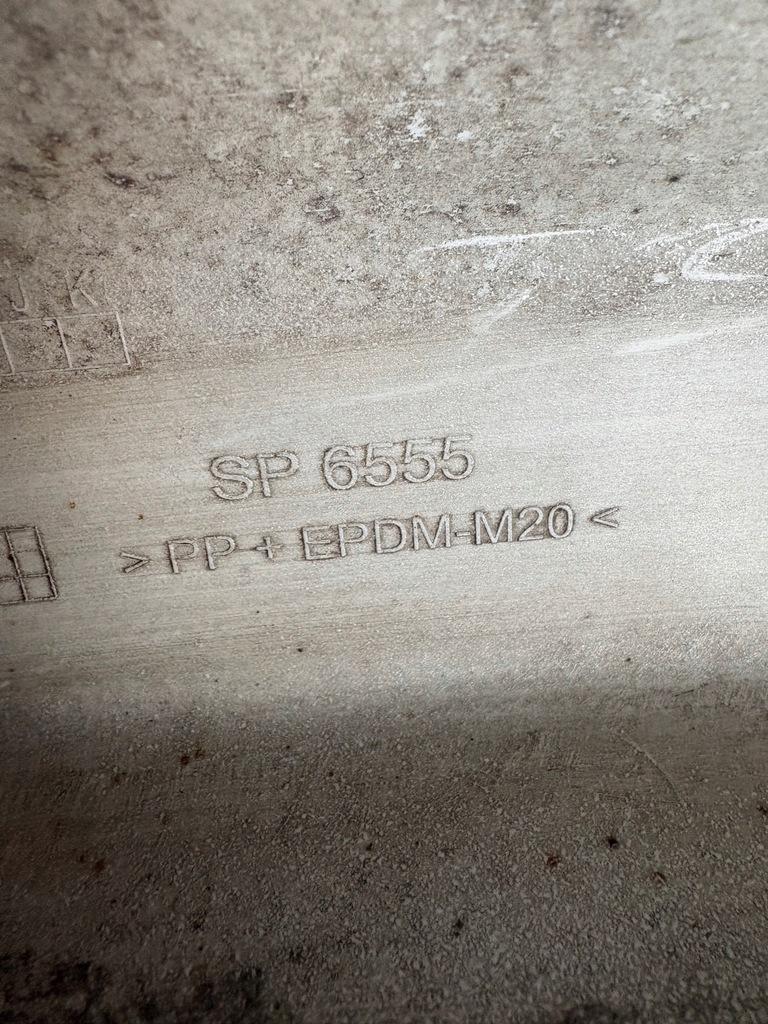 J K
SP 6555
> PP + EPDM-M20 <